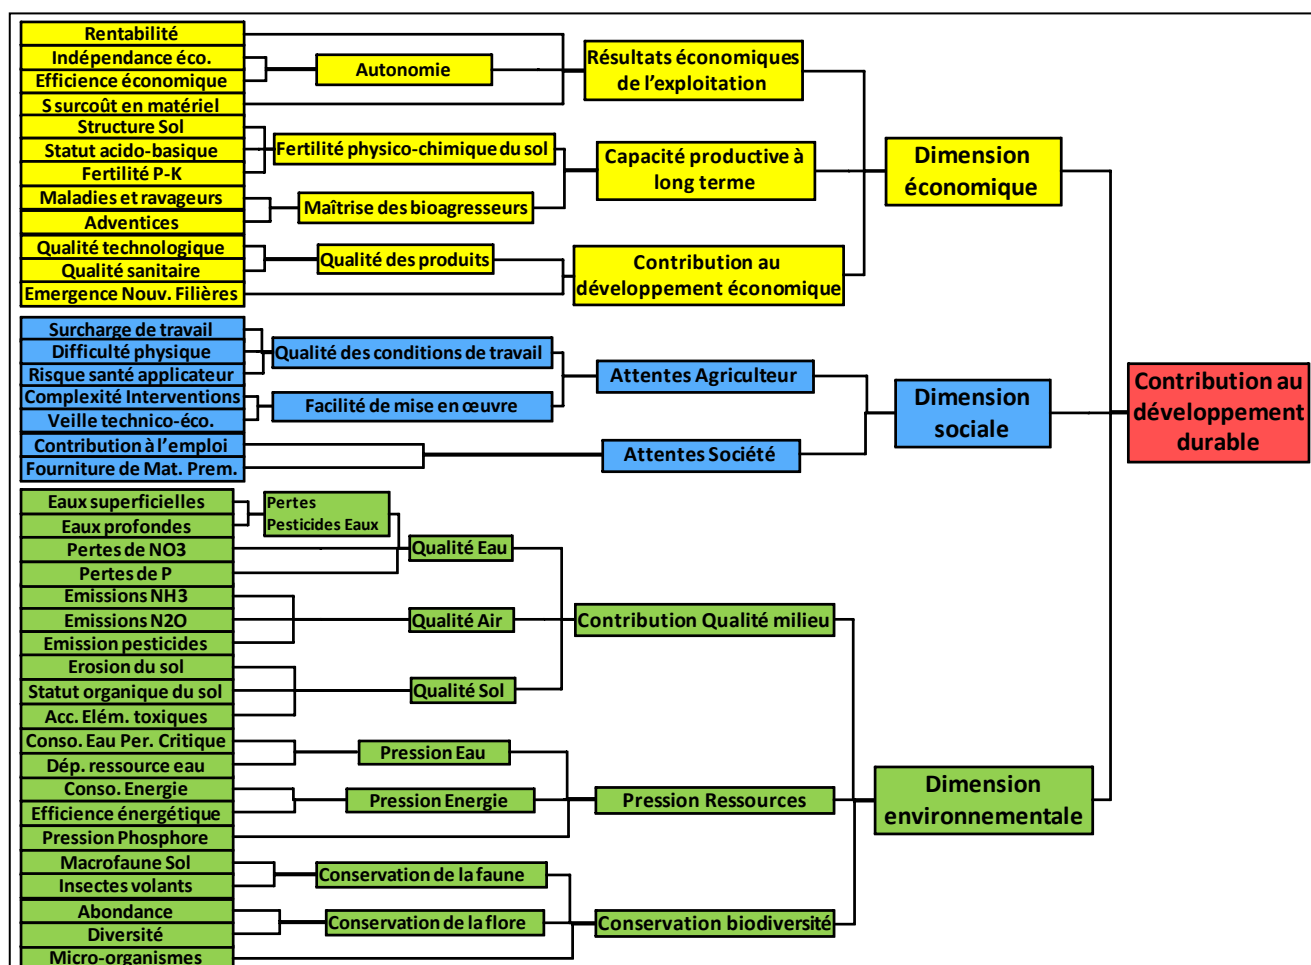 Rentabilité
Indépendance éco.
Efficience économique
S surcoût en matériel
Structure Sol
Statut acido-basique
Fertilité P-K
Maladies et ravageurs
Adventices
Qualité technologique
Qualité sanitaire
Emergence Nouv. Filières
Autonomie
Fertilité physico-chimique du sol
Maîtrise des bioagresseurs
Qualité des produits
Résultats économiques
de l'exploitation
Capacité productive à
long terme
Contribution au
développement économique
Dimension
économique
Surcharge de travail
Difficulté physique
Risque santé applicateur
Complexité Interventions
Veille technico-éco.
Contribution à l'emploi
Fourniture de Mat. Prem.
Qualité des conditions de travail
Facilité de mise en œuvre
Attentes Agriculteur
Attentes Société
Dimension
sociale
Contribution au
développement
durable
Eaux superficielles
Eaux profondes
Pertes de NO3
Pertes de P
Emissions NH3
Emissions N2O
Emission pesticides
Erosion du sol
Statut organique du sol
Acc. Elém. toxiques
Conso. Eau Per. Critique
Dép. ressource eau
Conso. Energie
Efficience énergétique
Pression Phosphore
Macrofaune Sol
Insectes volants
Abondance
Diversité
Micro-organismes
Pertes
Pesticides Eaux
Qualité Eau
Qualité Air
Qualité Sol
Pression Eau
Pression Energie
Conservation de la faune
Conservation de la flore
Contribution Qualité milieu
Pression Ressources
Conservation biodiversité
Dimension
environnementale